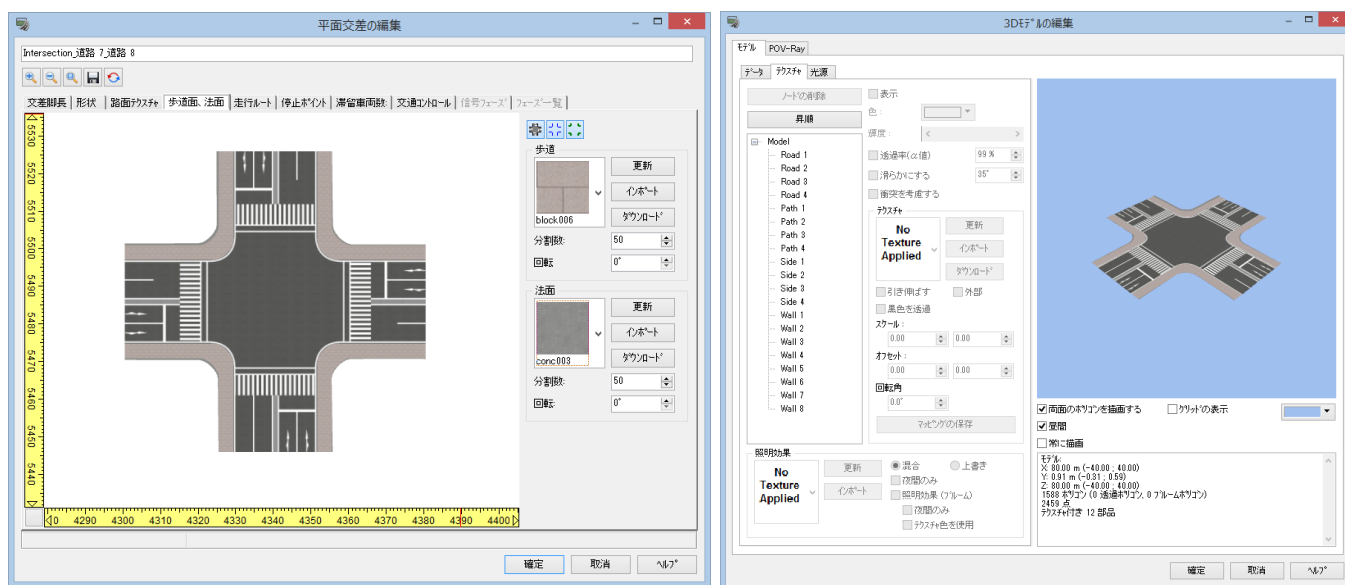 平面交差の編集
Intersection_道路 7_道路 8
交差脚長 形状 路面テクスチャ 歩道面、法面 走行ルート 停止ポイント 滞留車両数: 交通コントロール 信号フェーズ フェーズ一覧
5530
5520
5510
5500
5490
5480
5470
5460
5450
5440
歩道
block006
更新
インポート
ダウンロード
分割数: 50
回転 0°
法面
conc003
更新
インポート
ダウンロード
分割数: 50
回転: 0°
4290 4300 4310 4320 4330 4340 4350 4360 4370 4380 4390 4400
確定 取消 ヘルプ
3Dモデルの編集
モデル POV-Ray
データ テクスチャ 光源
ノードの削除
昇順
Model
Road 1
Road 2
Road 3
Road 4
Path 1
Path 2
Path 3
Path 4
Side 1
Side 2
Side 3
Side 4
Wall 1
Wall 2
Wall 3
Wall 4
Wall 5
Wall 6
Wall 7
Wall 8
表示
色:
輝度:
透過率(α値) 99 %
滑らかにする 35°
衝突を考慮する
テクスチャ
No Texture Applied
更新
インポート
ダウンロード
引き伸ばす 外部
黒色を透過
スケール:
0.00 0.00
オフセット:
0.00 0.00
回転角
0.0°
マッピングの保存
照明効果
No Texture Applied
更新
インポート
混合 上書き
夜間のみ
照明効果 (ブルーム)
夜間のみ
テクスチャ色を使用
両面のポリゴンを描画する グリッドの表示
昼間
常に描画
モデル:
X: 80.00 m (-40.00 ; 40.00)
Y: 0.91 m (-0.31 ; 0.59)
Z: 80.00 m (-40.00 ; 40.00)
1588 ポリゴン (0 透過ポリゴン, 0 ブルームポリゴン)
2459 点
テクスチャ付き 12 部品
確定 取消 ヘルプ